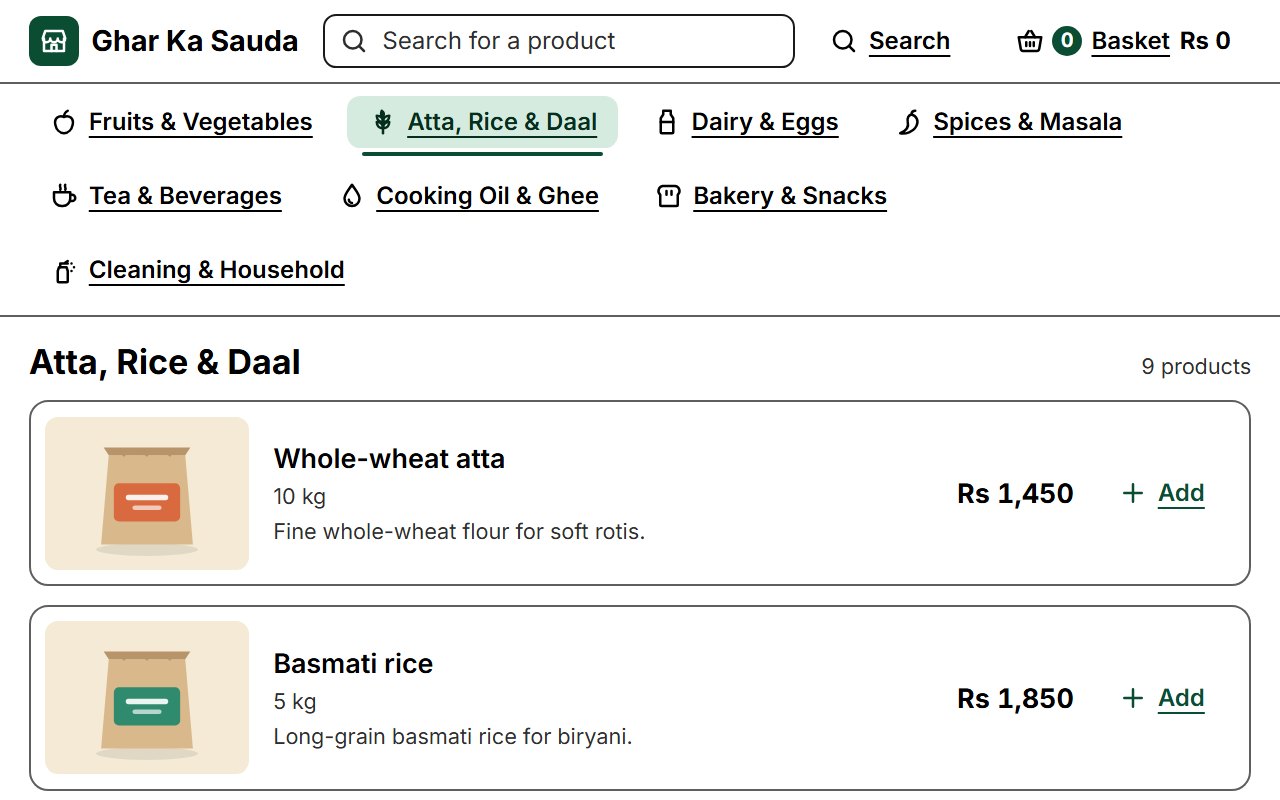 Ghar Ka Sauda
Search for a product
Search
0 Basket Rs 0
Fruits & Vegetables
Atta, Rice & Daal
Dairy & Eggs
Spices & Masala
Tea & Beverages
Cooking Oil & Ghee
Bakery & Snacks
Cleaning & Household
Atta, Rice & Daal
9 products
Whole-wheat atta
10 kg
Fine whole-wheat flour for soft rotis.
Rs 1,450
Add
Basmati rice
5 kg
Long-grain basmati rice for biryani.
Rs 1,850
Add